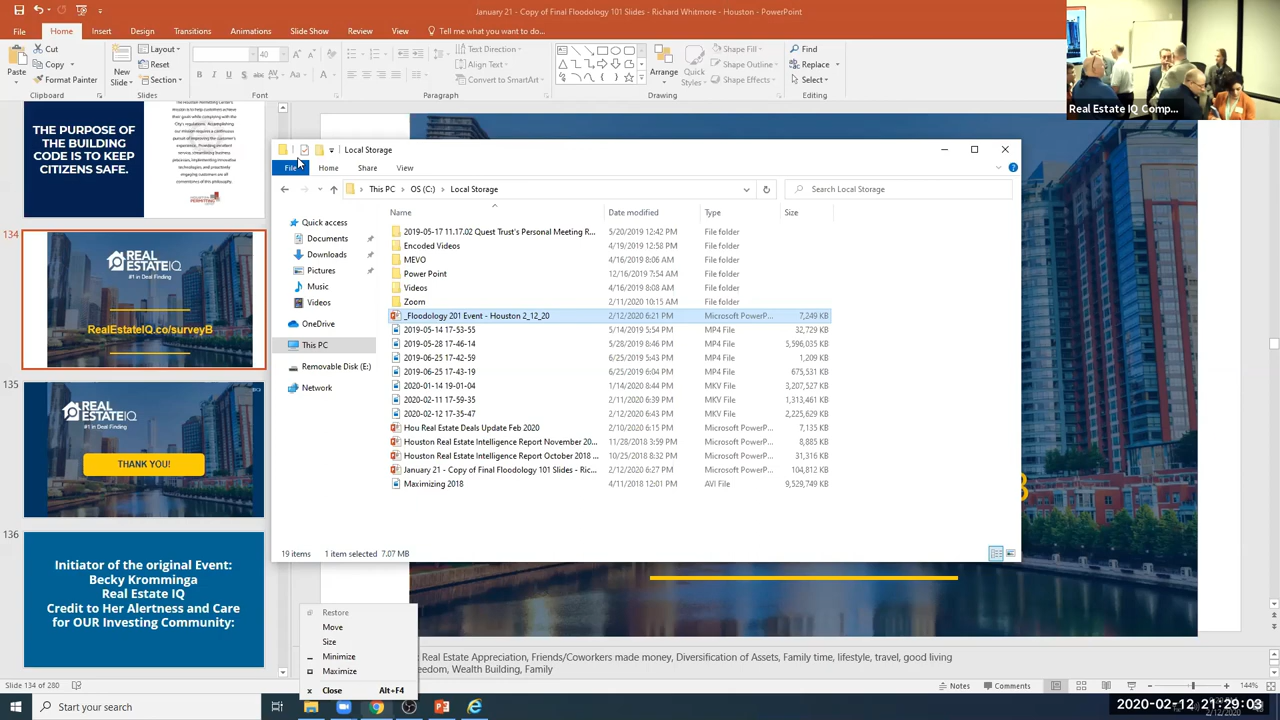 January 21 - Copy of Final Floodology 101 Slides - Richard Whitmore - Houston - PowerPoint
File Home Insert Design Transitions Animations Slide Show Review View Tell me what you want to do...
Paste
Cut
Copy
Format Painter
Clipboard
New Slide
Layout
Reset
Section
Slides
40
B I U S abc AV Aa A
Font
Paragraph
Text Direction
Align Text
Convert to SmartArt
Arrange
Quick Styles
Shape Fill
Shape Outline
Shape Effects
Drawing
Find
Replace
Select
Editing
Real Estate IQ Comp...
THE PURPOSE OF
THE BUILDING
CODE IS TO KEEP
CITIZENS SAFE.
134
REAL
ESTATEIQ
#1 in Deal Finding
RealEstateIQ.co/surveyB
135
REAL
ESTATEIQ
#1 in Deal Finding
THANK YOU!
136
Initiator of the original Event:
Becky Kromminga
Real Estate IQ
Credit to Her Alertness and Care
for OUR Investing Community:
Local Storage
File Home Share View
This PC > OS (C:) > Local Storage
Search Local Storage
Quick access
Documents
Downloads
Pictures
Music
Videos
OneDrive
This PC
Removable Disk (E:)
Network
Name Date modified Type Size
2019-05-17 11.17.02 Quest Trust's Personal Meeting R... 5/20/2019 12:42 PM File folder
Encoded Videos 4/19/2019 12:58 PM File folder
MEVO 4/16/2019 8:06 AM File folder
Power Point 2/16/2019 7:54 AM File folder
Videos 4/16/2019 8:06 AM File folder
Zoom 2/11/2020 10:15 AM File folder
_Floodology 201 Event - Houston 2_12_20 2/12/2020 6:21 PM Microsoft PowerP... 7,249 KB
2019-05-14 17-53-55 5/14/2019 5:54 PM MP4 File 32,729 KB
2019-05-28 17-46-14 5/28/2019 8:46 PM MP4 File 5,596,035 KB
2019-06-25 17-42-59 6/25/2019 5:43 PM MP4 File 1,209 KB
2019-06-25 17-43-19 6/25/2019 6:04 PM MP4 File 675,531 KB
2020-01-14 19-01-04 1/14/2020 8:44 PM MKV File 3,207,527 KB
2020-02-11 17-59-35 2/11/2020 6:39 PM MKV File 1,313,461 KB
2020-02-12 17-35-47 2/12/2020 6:43 PM MKV File 2,225,629 KB
Hou Real Estate Deals Update Feb 2020 2/10/2020 6:15 PM Microsoft PowerP... 7,135 KB
Houston Real Estate Intelligence Report November 20... 11/28/2018 3:59 PM Microsoft PowerP... 8,885 KB
Houston Real Estate Intelligence Report October 2018 ... 10/25/2018 8:32 PM Microsoft PowerP... 31,316 KB
January 21 - Copy of Final Floodology 101 Slides - Ric... 2/12/2020 6:27 PM Microsoft PowerP... 104,812 KB
Maximizing 2018 4/11/2018 12:01 PM AVI File 9,529,749 KB
19 items 1 item selected 7.07 MB
Restore
Move
Size
Minimize
Maximize
Close Alt+F4
Real Estate Appreciation, Friends/Coworkers made money, Diversification of Assets, Family time, lifestyle, travel, good living
edom, Wealth Building, Family
Slide 134 of 280
Notes
Comments
144%
Type here
Start your search
2020-02-12 21:29:03
2/12/2020